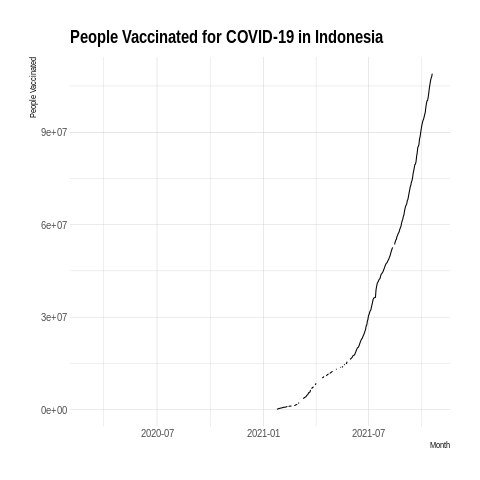 People Vaccinated for COVID-19 in Indonesia
People Vaccinated
9e+07
6e+07
3e+07
0e+00
2020-07 2021-01 2021-07
Month